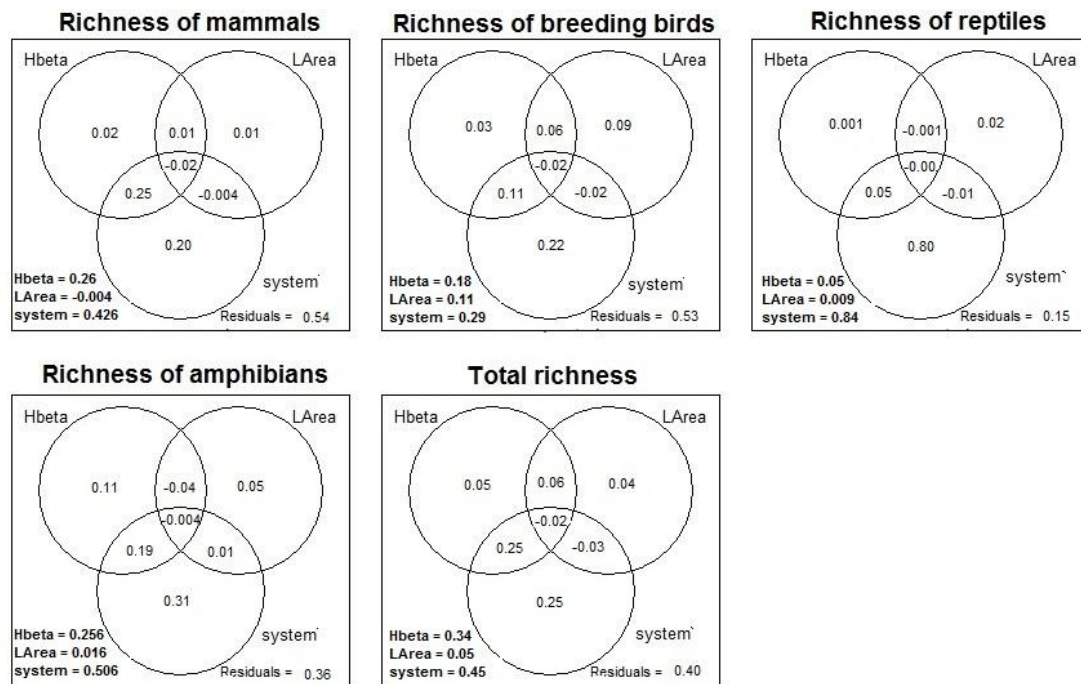 Richness of mammals
Hbeta
LArea
0.02
0.01
0.01
-0.02
0.25
-0.004
0.20
system`
Hbeta = 0.26
LArea = -0.004
system = 0.426
Residuals = 0.54
Richness of breeding birds
Hbeta
LArea
0.03
0.06
0.09
-0.02
0.11
-0.02
0.22
system`
Hbeta = 0.18
LArea = 0.11
system = 0.29
Residuals = 0.53
Richness of reptiles
Hbeta
LArea
0.001
-0.001
0.02
-0.00
0.05
-0.01
0.80
system`
Hbeta = 0.05
LArea = 0.009
system = 0.84
Residuals = 0.15
Richness of amphibians
Hbeta
LArea
0.11
-0.04
0.05
-0.004
0.19
0.01
0.31
system`
Hbeta = 0.256
LArea = 0.016
system = 0.506
Residuals = 0.36
Total richness
Hbeta
LArea
0.05
0.06
0.04
-0.02
0.25
-0.03
0.25
system`
Hbeta = 0.34
LArea = 0.05
system = 0.45
Residuals = 0.40